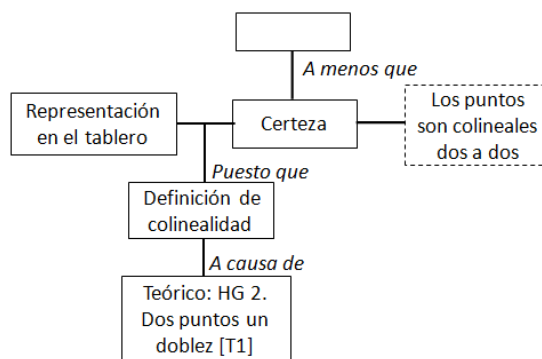 A menos que
Representación
en el tablero
Certeza
Los puntos
son colineales
dos a dos
Puesto que
Definición de
colinealidad
A causa de
Teórico: HG 2.
Dos puntos un
doblez [T1]